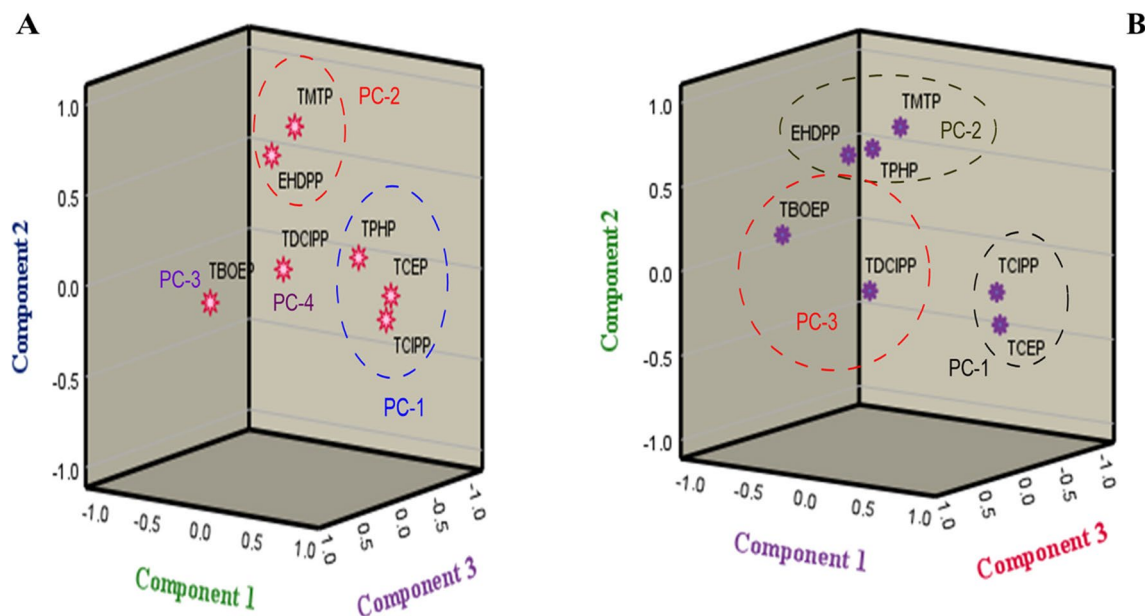 A
1.0
0.5
0.0
-0.5
-1.0
Component 2
TMTP
PC-2
EHDPP
TDCIPP
TPHP
TCEP
TBOEP
PC-3
PC-4
TCIPP
PC-1
-1.0
-0.5
0.0
0.5
1.0
1.0
0.5
0.0
-0.5
-1.0
Component 1
Component 3
B
1.0
0.5
0.0
-0.5
-1.0
Component 2
TMTP
EHDPP
PC-2
TPHP
TBOEP
TDCIPP
TCIPP
PC-3
TCEP
PC-1
-1.0
-0.5
0.0
0.5
1.0
1.0
0.5
0.0
-0.5
-1.0
Component 1
Component 3